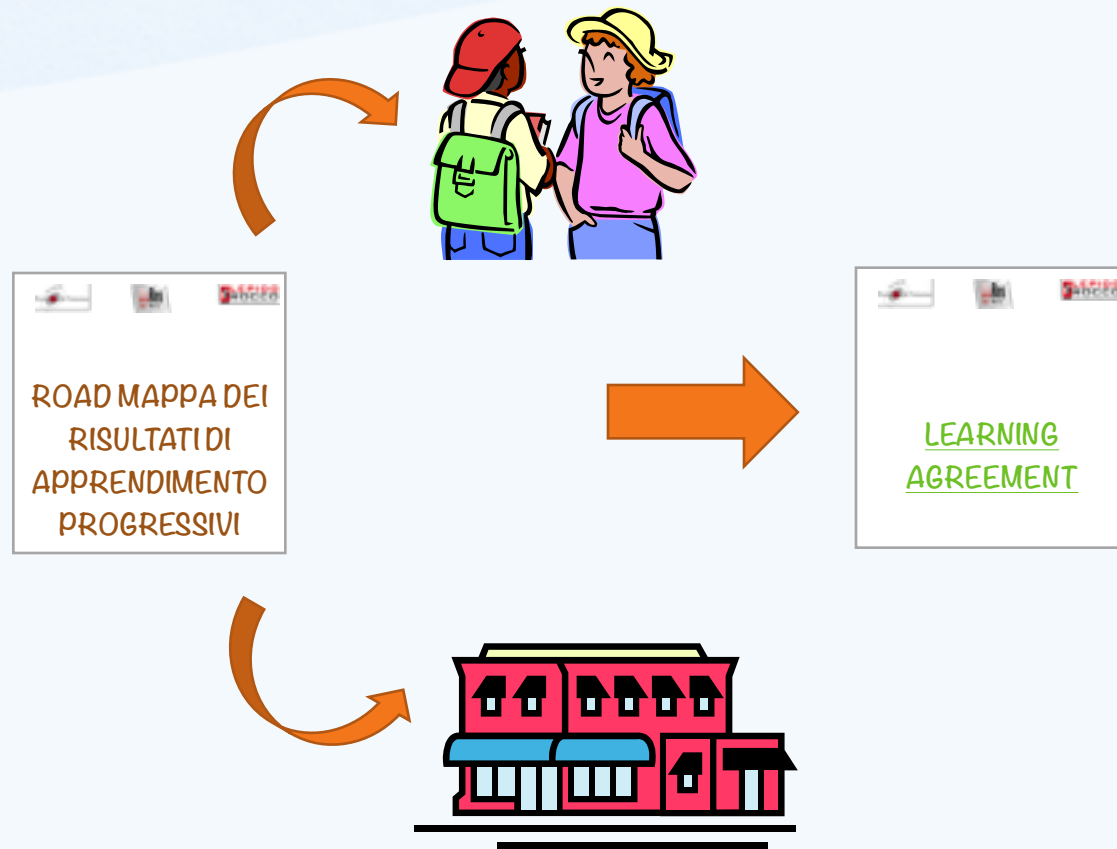 ROAD MAPPA DEI
RISULTATI DI
APPRENDIMENTO
PROGRESSIVI
LEARNING
AGREEMENT